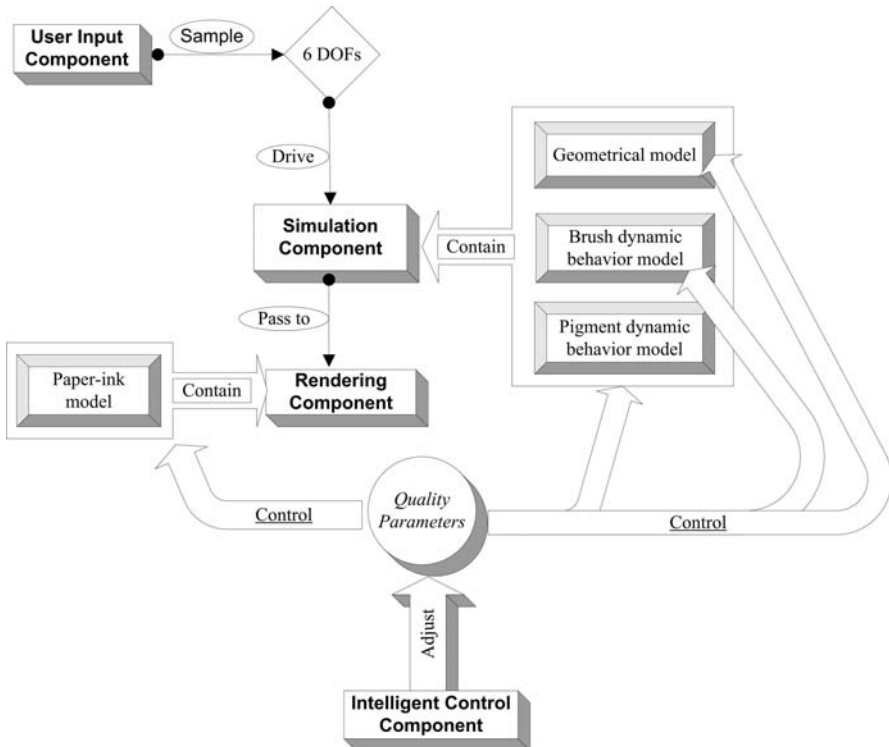 User Input
Component
Sample
6 DOFs
Drive
Geometrical model
Simulation
Component
Contain
Brush dynamic
behavior model
Pass to
Pigment dynamic
behavior model
Paper-ink
model
Contain
Rendering
Component
Quality
Parameters
Control
Control
Adjust
Intelligent Control
Component